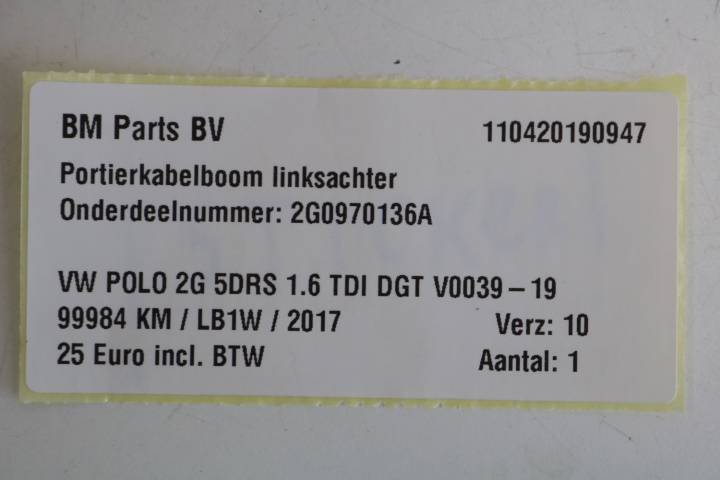 BM Parts BV 110420190947
Portierkabelboom linksachter
Onderdeelnummer: 2G0970136A
VW POLO 2G 5DRS 1.6 TDI DGT V0039 – 19
99984 KM / LB1W / 2017 Verz: 10
25 Euro incl. BTW Aantal: 1